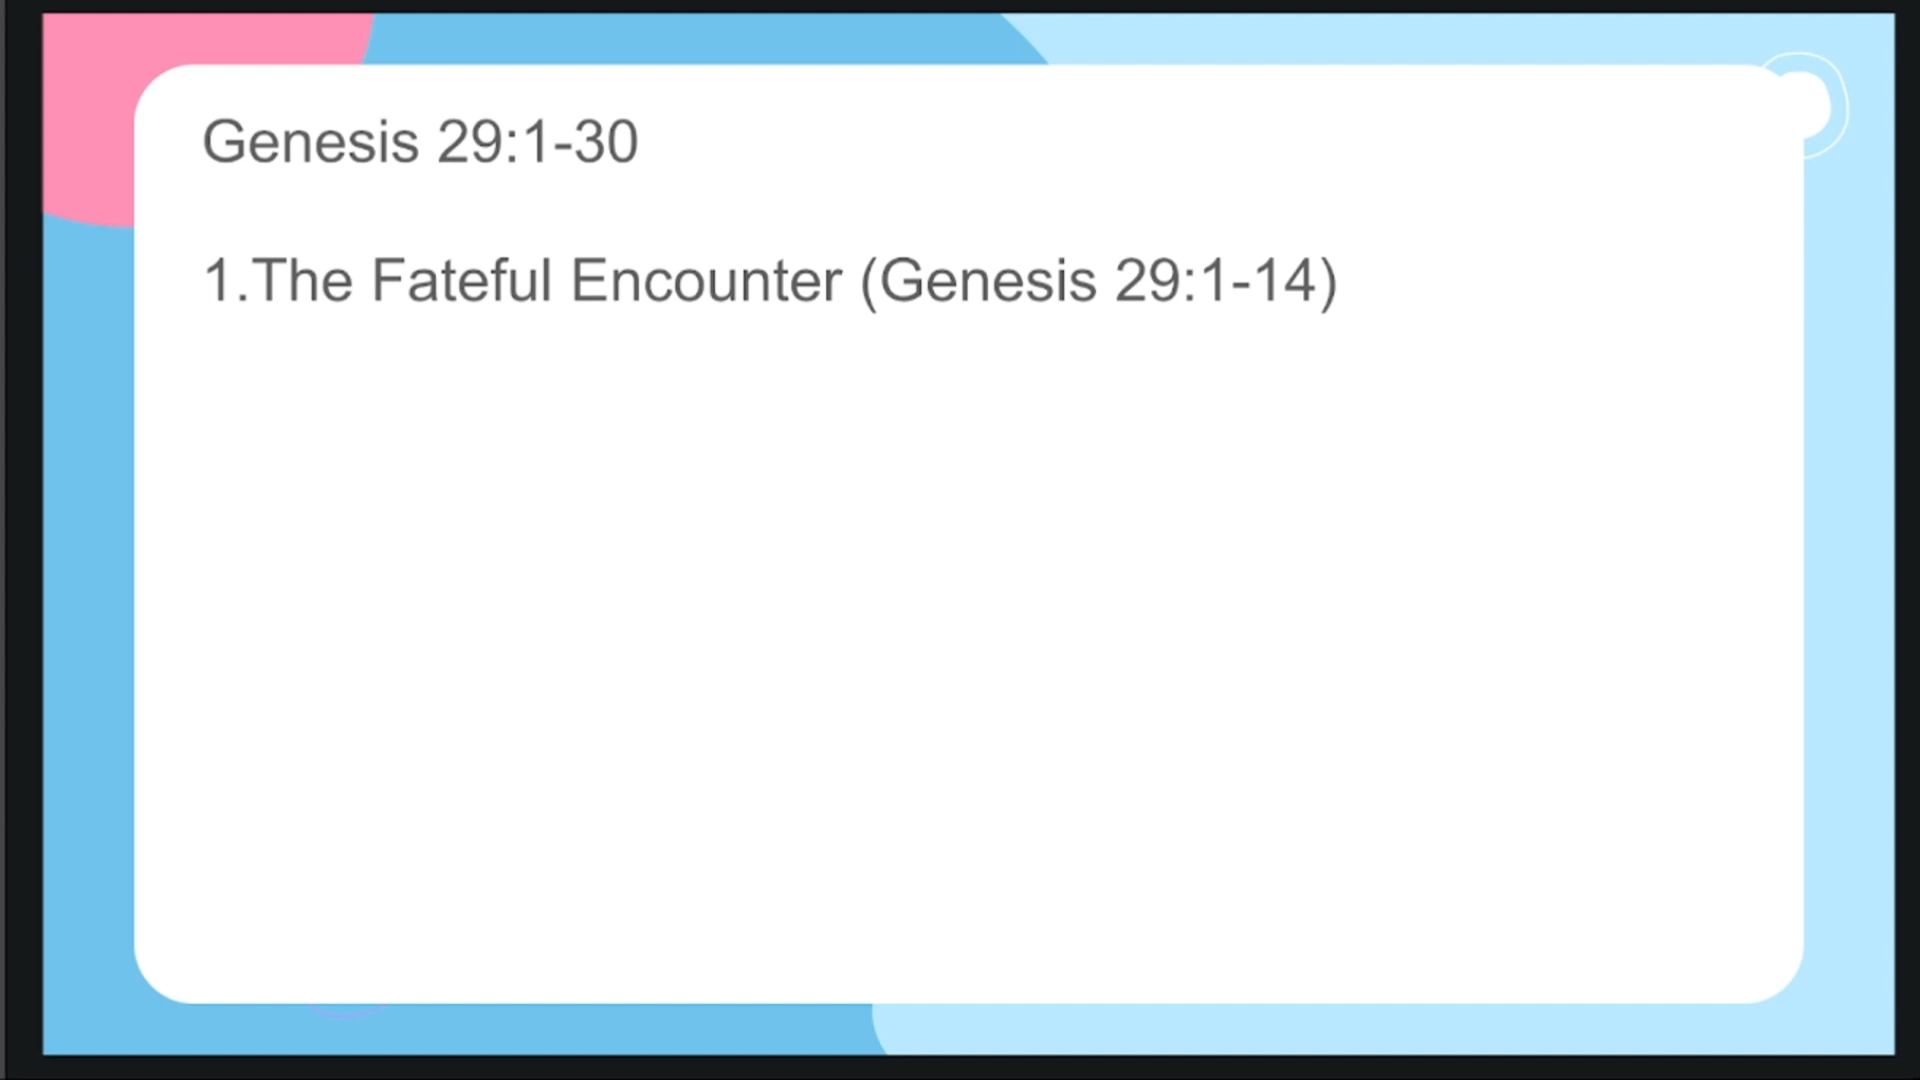 Genesis 29:1-30
1.The Fateful Encounter (Genesis 29:1-14)